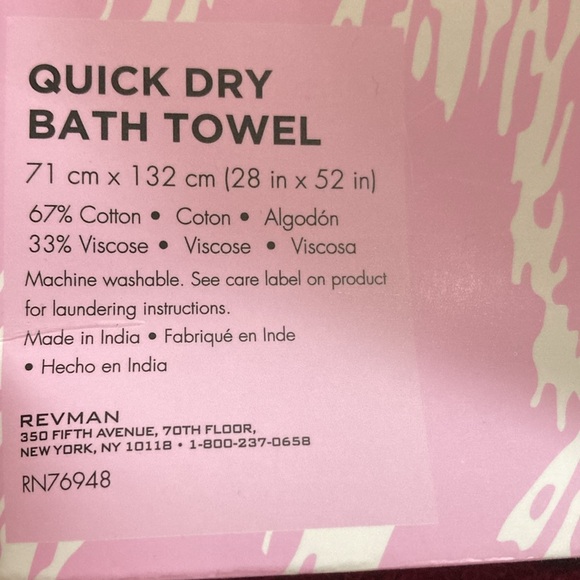 QUICK DRY
BATH TOWEL
71 cm x 132 cm (28 in x 52 in)
67% Cotton • Coton • Algodón
33% Viscose • Viscose • Viscosa
Machine washable. See care label on product
for laundering instructions.
Made in India • Fabriqué en Inde
• Hecho en India
REVMAN
350 FIFTH AVENUE, 70TH FLOOR,
NEW YORK, NY 10118 • 1-800-237-0658
RN76948